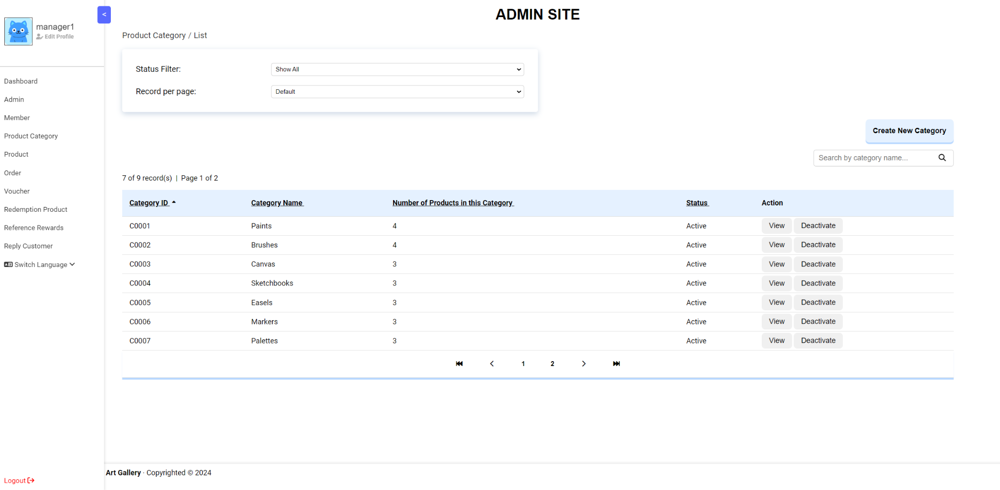 <
ADMIN SITE
manager1
Edit Profile
Product Category / List
Status Filter: Show All
Record per page: Default
Dashboard
Admin
Member
Product Category
Product
Order
Voucher
Redemption Product
Reference Rewards
Reply Customer
Switch Language
Logout
Create New Category
Search by category name...
7 of 9 record(s) | Page 1 of 2
Category ID Category Name Number of Products in this Category Status Action
C0001 Paints 4 Active View Deactivate
C0002 Brushes 4 Active View Deactivate
C0003 Canvas 3 Active View Deactivate
C0004 Sketchbooks 3 Active View Deactivate
C0005 Easels 3 Active View Deactivate
C0006 Markers 3 Active View Deactivate
C0007 Palettes 3 Active View Deactivate
1 2
Art Gallery · Copyrighted © 2024